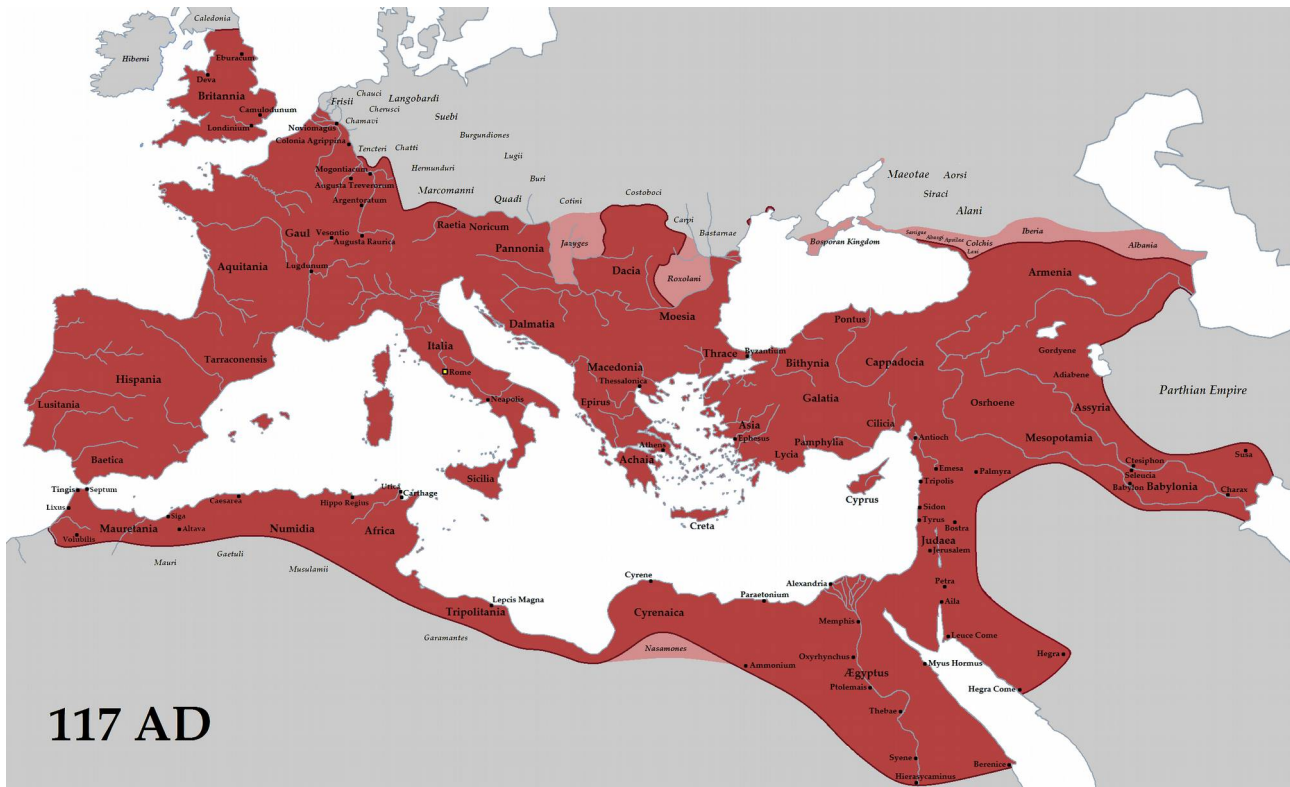 Caledonia
Hiberni
Eburacum
Deva
Britannia
Camulodunum
Londinium
Frisii
Chauci
Langobardi
Cherusci
Suebi
Chamavi
Noviomagus
Burgundiones
Colonia Agrippina
Tencteri
Chatti
Lugii
Mogontiacum
Hermunduri
Buri
Augusta Treverorum
Marcomanni
Quadi
Cotini
Costoboci
Argentoratum
Carpi
Bastarnae
Maeotae
Aorsi
Siraci
Alani
Gaul
Vesontio
Augusta Raurica
Raetia
Noricum
Pannonia
Jazyges
Bosporan Kingdom
Sanigae
Abasgi
Apsilae
Colchis
Lazi
Iberia
Albania
Aquitania
Lugdunum
Dacia
Roxolani
Armenia
Dalmatia
Moesia
Pontus
Italia
Tarraconensis
Rome
Thrace
Byzantium
Bithynia
Cappadocia
Gordyene
Adiabene
Hispania
Macedonia
Thessalonica
Parthian Empire
Lusitania
Neapolis
Epirus
Galatia
Osrhoene
Assyria
Asia
Cilicia
Baetica
Athens
Ephesus
Pamphylia
Antioch
Mesopotamia
Achaia
Lycia
Susa
Sicilia
Emesa
Palmyra
Ctesiphon
Seleucia
Babylon
Babylonia
Charas
Tingis
Septum
Utica
Carthage
Cyprus
Tripolis
Lixus
Caesarea
Hippo Regius
Sidon
Siga
Creta
Tyrus
Bostra
Volubilis
Mauretania
Altava
Numidia
Africa
Judaea
Jerusalem
Mauri
Gaetuli
Musulamii
Cyrene
Alexandria
Petra
Lepcis Magna
Paraetonium
Aila
Tripolitania
Cyrenaica
Memphis
Garamantes
Leuce Come
Nasamones
Ammonium
Oxyrhynchus
Myus Hormus
Hegra
Ægyptus
Ptolemais
Hegra Come
Thebae
117 AD
Syene
Berenice
Hierasycaminus